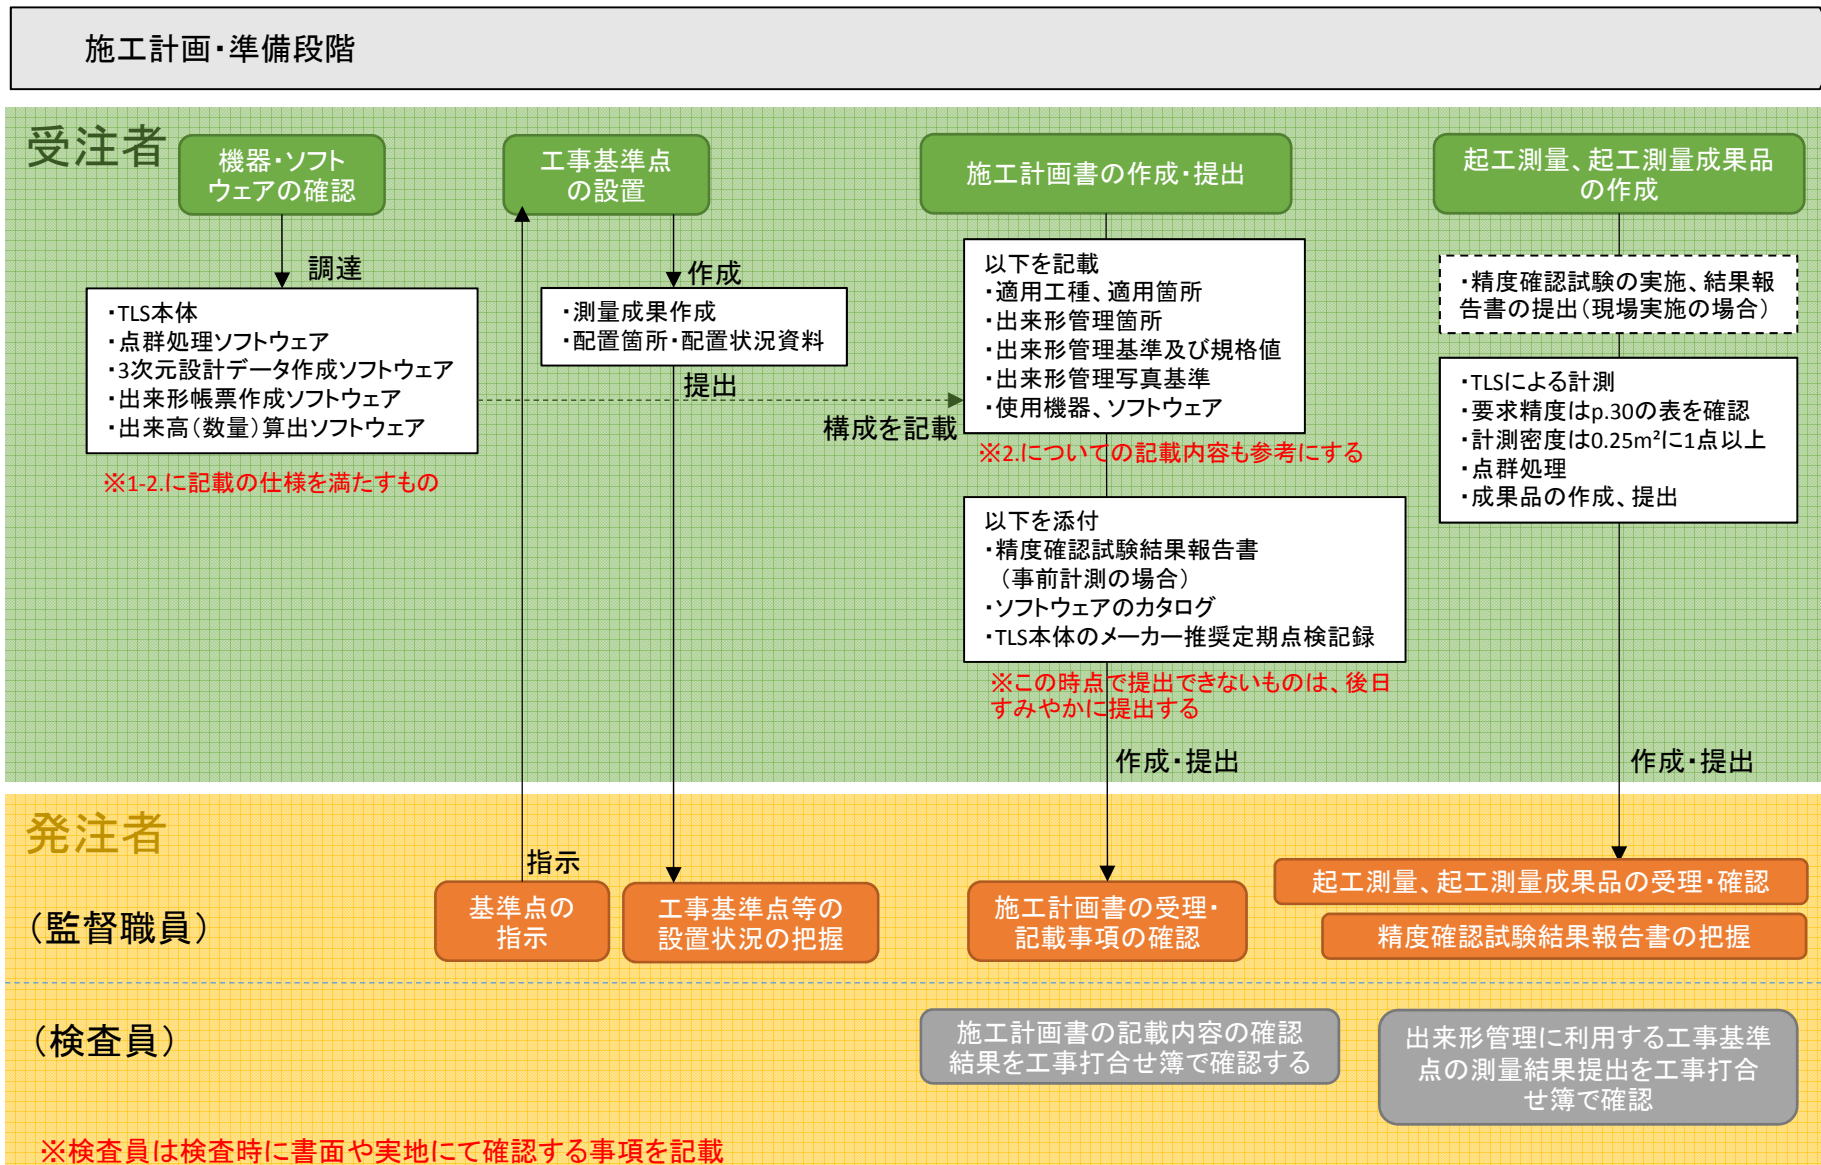 施工計画・準備段階
受注者
機器・ソフト
ウェアの確認
調達
・TLS本体
・点群処理ソフトウェア
・3次元設計データ作成ソフトウェア
・出来形帳票作成ソフトウェア
・出来高（数量）算出ソフトウェア
※1-2.に記載の仕様を満たすもの
工事基準点
の設置
作成
・測量成果作成
・配置箇所・配置状況資料
提出
構成を記載
施工計画書の作成・提出
以下を記載
・適用工種、適用箇所
・出来形管理箇所
・出来形管理基準及び規格値
・出来形管理写真基準
・使用機器、ソフトウェア
※2.についての記載内容も参考にする
以下を添付
・精度確認試験結果報告書
（事前計測の場合）
・ソフトウェアのカタログ
・TLS本体のメーカー推奨定期点検記録
※この時点で提出できないものは、後日
すみやかに提出する
作成・提出
起工測量、起工測量成果品
の作成
・精度確認試験の実施、結果報
告書の提出（現場実施の場合）
・TLSによる計測
・要求精度はp.30の表を確認
・計測密度は0.25m²に1点以上
・点群処理
・成果品の作成、提出
作成・提出
発注者
（監督職員）
指示
基準点の
指示
工事基準点等の
設置状況の把握
施工計画書の受理・
記載事項の確認
起工測量、起工測量成果品の受理・確認
精度確認試験結果報告書の把握
（検査員）
施工計画書の記載内容の確認
結果を工事打合せ簿で確認する
出来形管理に利用する工事基準
点の測量結果提出を工事打合
せ簿で確認
※検査員は検査時に書面や実地にて確認する事項を記載